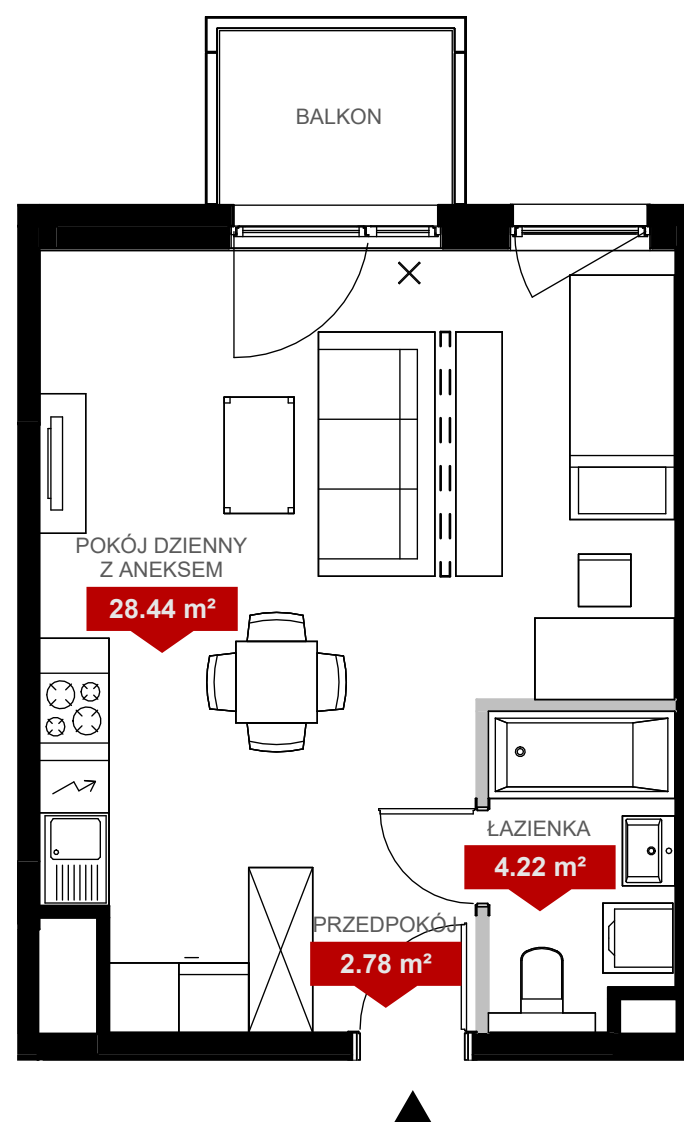 BALKON
POKÓJ DZIENNY
Z ANEKSEM
28.44 m²
ŁAZIENKA
4.22 m²
PRZEDPOKÓJ
2.78 m²